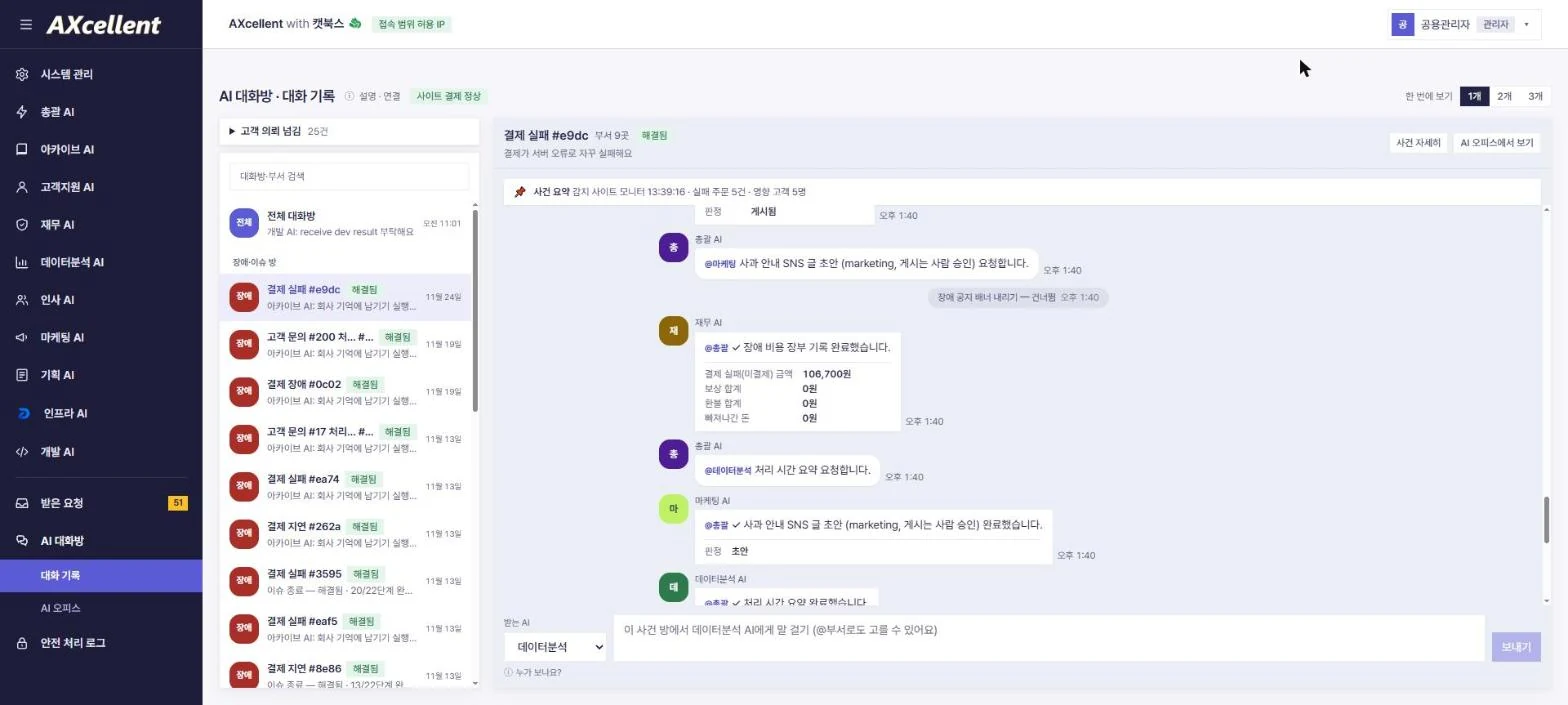 AXcellent
AXcellent with 캣북스
접속 범위 허용 IP
공 공용관리자 관리자
시스템 관리
총괄 AI
아카이브 AI
고객지원 AI
재무 AI
데이터분석 AI
인사 AI
마케팅 AI
기획 AI
인프라 AI
개발 AI
받은 요청 51
AI 대화방
대화 기록
AI 오피스
안전 처리 로그
AI 대화방 · 대화 기록 ⓘ 설명 · 연결 사이트 결제 정상
한 번에 보기 1개 2개 3개
▶ 고객 의뢰 넘김 25건
대화방·부서 검색
전체 전체 대화방 오전 11:01
개발 AI: receive dev result 부탁해요
장애·이슈 방
장애 결제 실패 #e9dc 해결됨 11월 24일
아카이브 AI: 회사 기억에 남기기 실행...
장애 고객 문의 #200 처... #... 해결됨 11월 19일
아카이브 AI: 회사 기억에 남기기 실행...
장애 결제 장애 #0c02 해결됨 11월 19일
아카이브 AI: 회사 기억에 남기기 실행...
장애 고객 문의 #17 처리... #... 해결됨 11월 13일
아카이브 AI: 회사 기억에 남기기 실행...
장애 결제 실패 #ea74 해결됨 11월 13일
아카이브 AI: 회사 기억에 남기기 실행...
장애 결제 지연 #262a 해결됨 11월 13일
아카이브 AI: 회사 기억에 남기기 실행...
장애 결제 실패 #3595 해결됨 11월 13일
이슈 종료 — 해결됨 · 20/22단계 완...
장애 결제 실패 #eaf5 해결됨 11월 13일
아카이브 AI: 회사 기억에 남기기 실행...
장애 결제 지연 #8e86 해결됨 11월 13일
이슈 종료 — 해결됨 · 13/22단계 완
결제 실패 #e9dc 부서 9곳 해결됨
결제가 서버 오류로 자꾸 실패해요
사건 자세히 AI 오피스에서 보기
사건 요약 감지 사이트 모니터 13:39:16 · 실패 주문 5건 · 영향 고객 5명
판정 게시됨 오후 1:40
총괄 AI
총 @마케팅 사과 안내 SNS 글 초안 (marketing, 게시는 사람 승인) 요청합니다. 오후 1:40
장애 공지 배너 내리기 — 건너뜀 오후 1:40
재무 AI
재 @총괄 ✓ 장애 비용 장부 기록 완료했습니다.
결제 실패(미결제) 금액 106,700원
보상 합계 0원
환불 합계 0원
빠져나간 돈 0원 오후 1:40
총괄 AI
총 @데이터분석 처리 시간 요약 요청합니다. 오후 1:40
마케팅 AI
마 @총괄 ✓ 사과 안내 SNS 글 초안 (marketing, 게시는 사람 승인) 완료했습니다.
판정 초안 오후 1:40
데이터분석 AI
데 @총괄 ✓ 처리 시간 요약 완료했습니다
받는 AI
데이터분석
이 사건 방에서 데이터분석 AI에게 말 걸기 (@부서로도 고를 수 있어요)
보내기
ⓘ 누가 보나요?